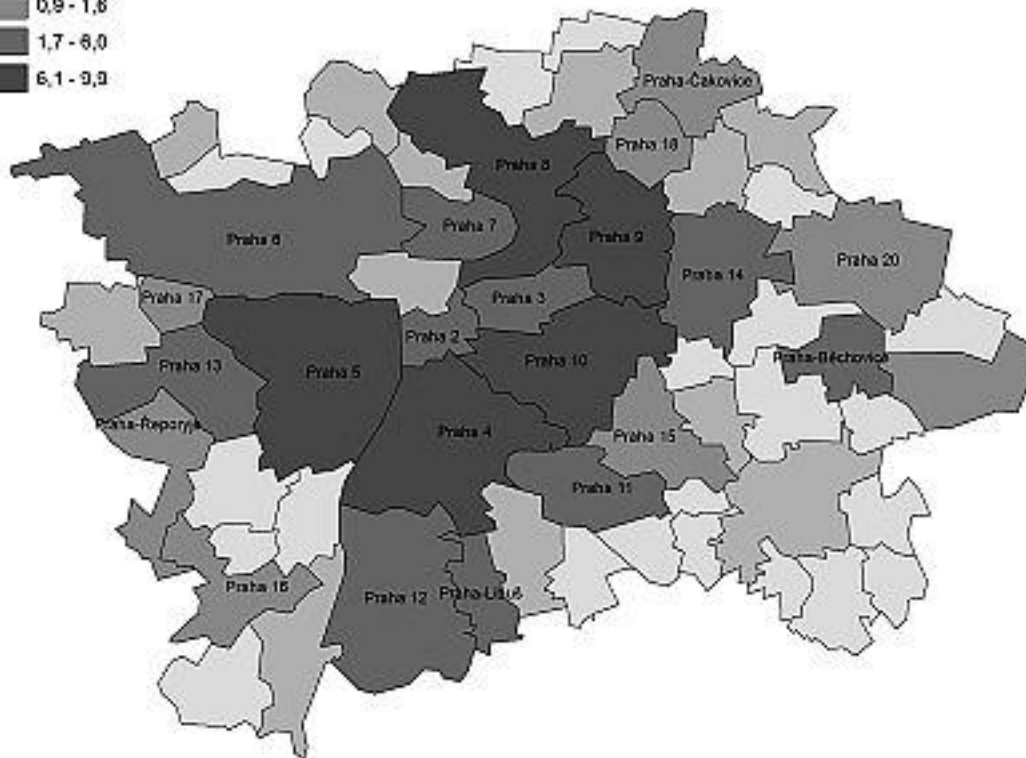 0,9 - 1,6
1,7 - 6,0
6,1 - 9,9
Praha-Čakovice
Praha 18
Praha 8
Praha 7
Praha 9
Praha 6
Praha 14
Praha 20
Praha 17
Praha 3
Praha 2
Praha 13
Praha 5
Praha 10
Praha-Běchovice
Praha-Řeporyje
Praha 4
Praha 15
Praha 11
Praha 16
Praha 12
Praha-Libuš